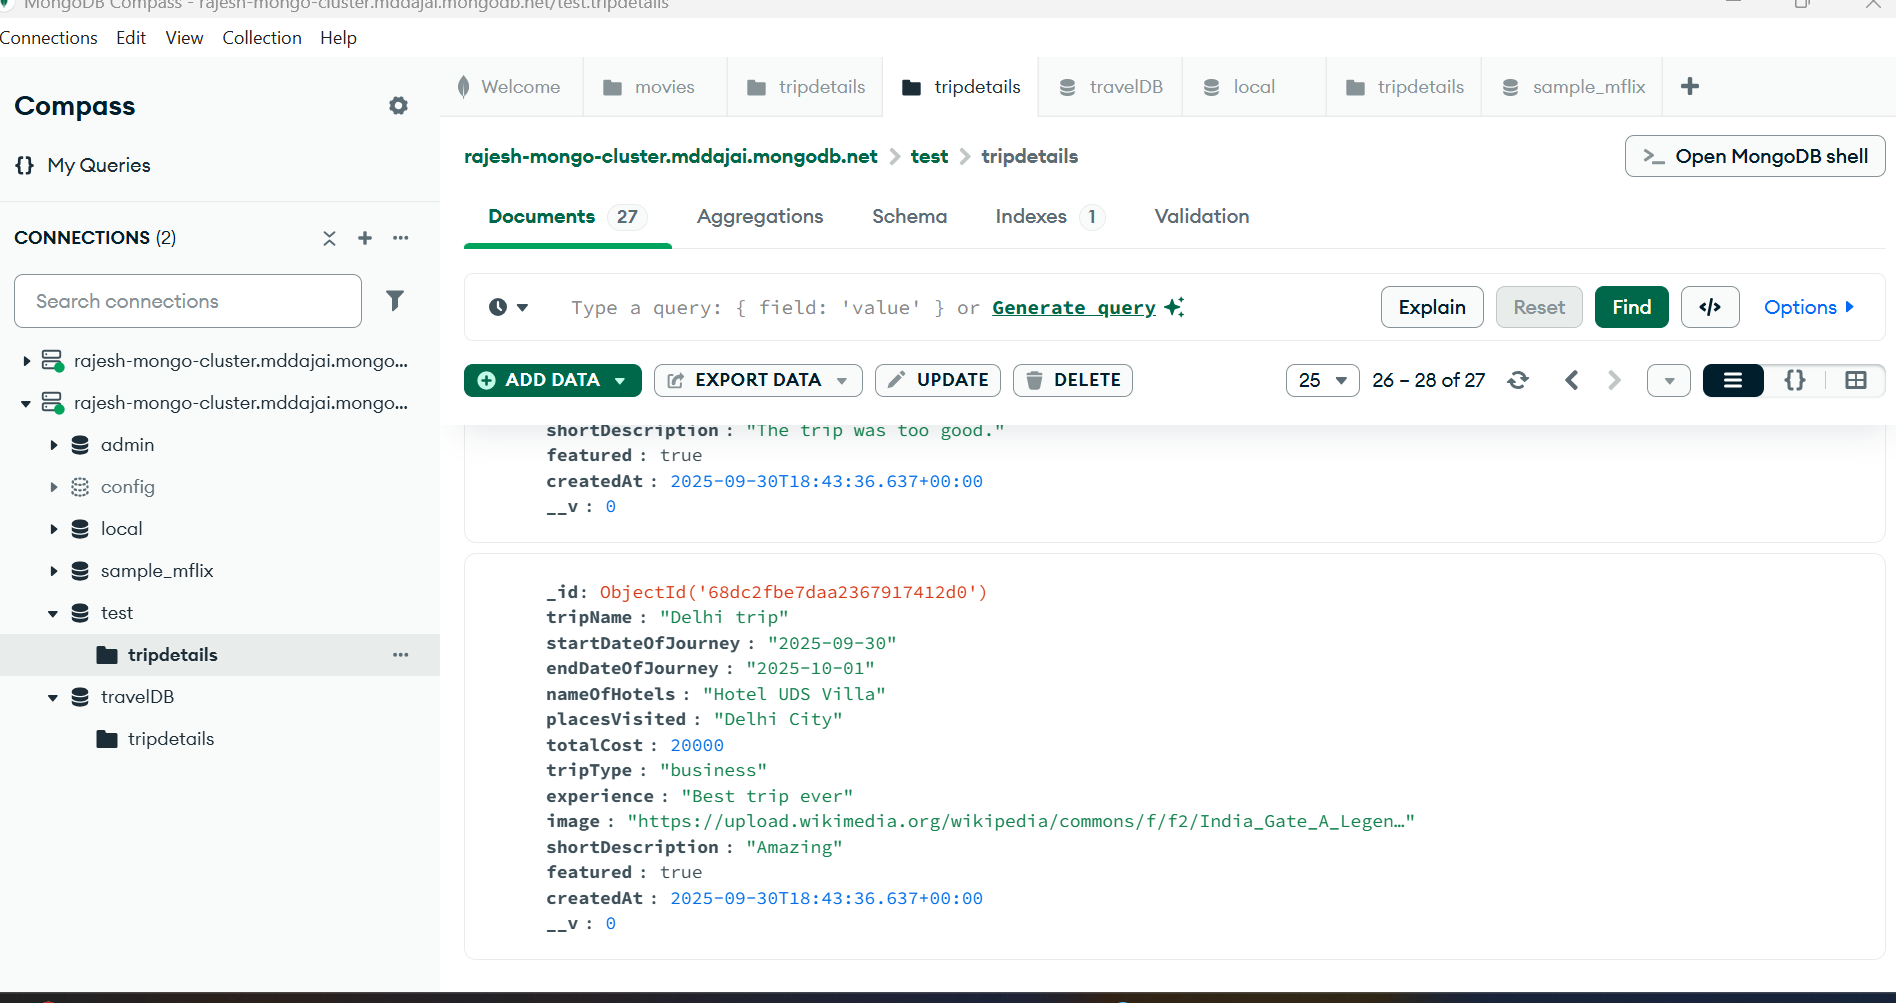 MongoDB Compass - rajesh-mongo-cluster.mddajai.mongodb.net/test.tripdetails
Connections Edit View Collection Help
Compass
{} My Queries
CONNECTIONS (2)
Search connections
rajesh-mongo-cluster.mddajai.mongo...
rajesh-mongo-cluster.mddajai.mongo...
admin
config
local
sample_mflix
test
tripdetails
travelDB
tripdetails
Welcome movies tripdetails tripdetails travelDB local tripdetails sample_mflix
rajesh-mongo-cluster.mddajai.mongodb.net > test > tripdetails
>_ Open MongoDB shell
Documents 27 Aggregations Schema Indexes 1 Validation
Type a query: { field: 'value' } or Generate query
Explain Reset Find </> Options
ADD DATA EXPORT DATA UPDATE DELETE 25 26 – 28 of 27 {}
shortDescription : "The trip was too good."
featured : true
createdAt : 2025-09-30T18:43:36.637+00:00
__v : 0
_id: ObjectId('68dc2fbe7daa2367917412d0')
tripName : "Delhi trip"
startDateOfJourney : "2025-09-30"
endDateOfJourney : "2025-10-01"
nameOfHotels : "Hotel UDS Villa"
placesVisited : "Delhi City"
totalCost : 20000
tripType : "business"
experience : "Best trip ever"
image : "https://upload.wikimedia.org/wikipedia/commons/f/f2/India_Gate_A_Legen…"
shortDescription : "Amazing"
featured : true
createdAt : 2025-09-30T18:43:36.637+00:00
__v : 0